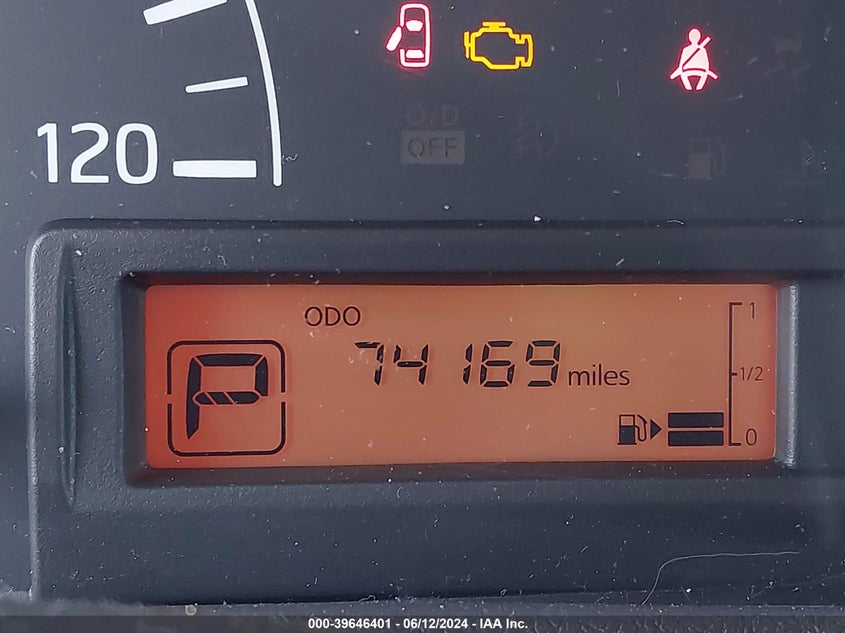 120
O/D
OFF
ODO
P
74169 miles
1
1/2
0
000-39646401 - 06/12/2024 - IAA Inc.